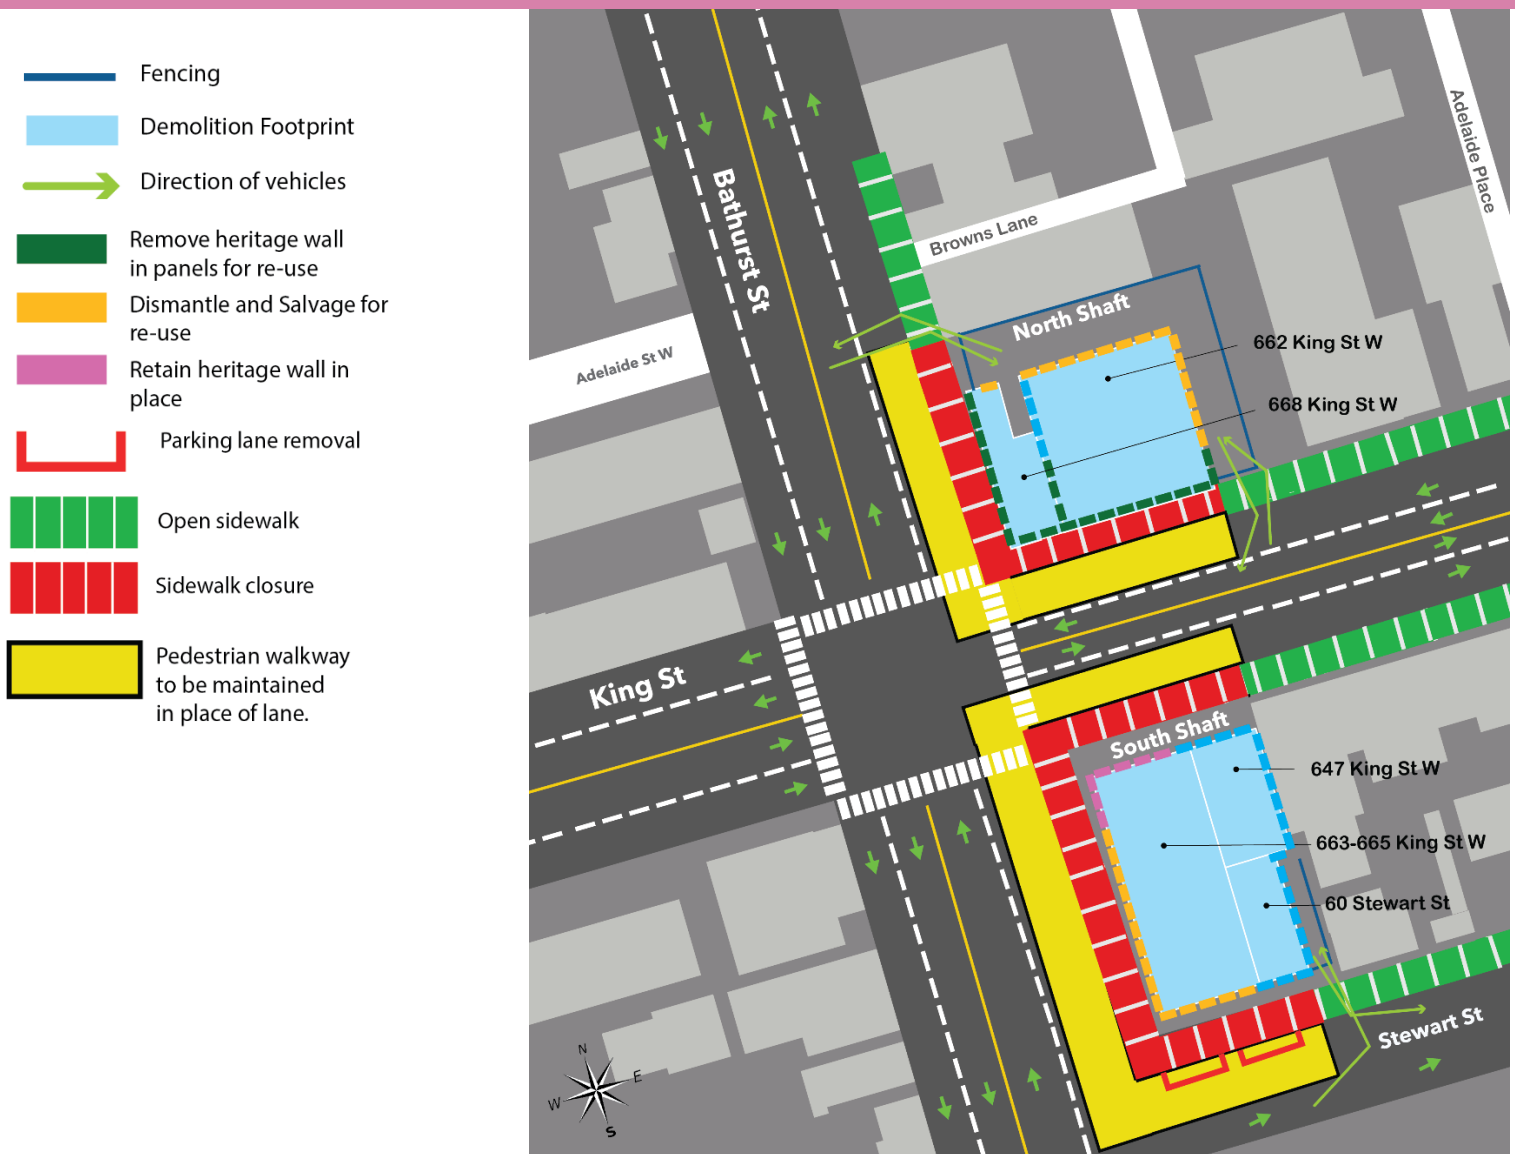 Fencing
Demolition Footprint
Direction of vehicles
Remove heritage wall
in panels for re-use
Dismantle and Salvage for
re-use
Retain heritage wall in
place
Parking lane removal
Open sidewalk
Sidewalk closure
Pedestrian walkway
to be maintained
in place of lane.
Bathurst St
Adelaide Place
Browns Lane
North Shaft
662 King St W
Adelaide St W
668 King St W
King St
South Shaft
647 King St W
663-665 King St W
60 Stewart St
Stewart St
N
E
W
S